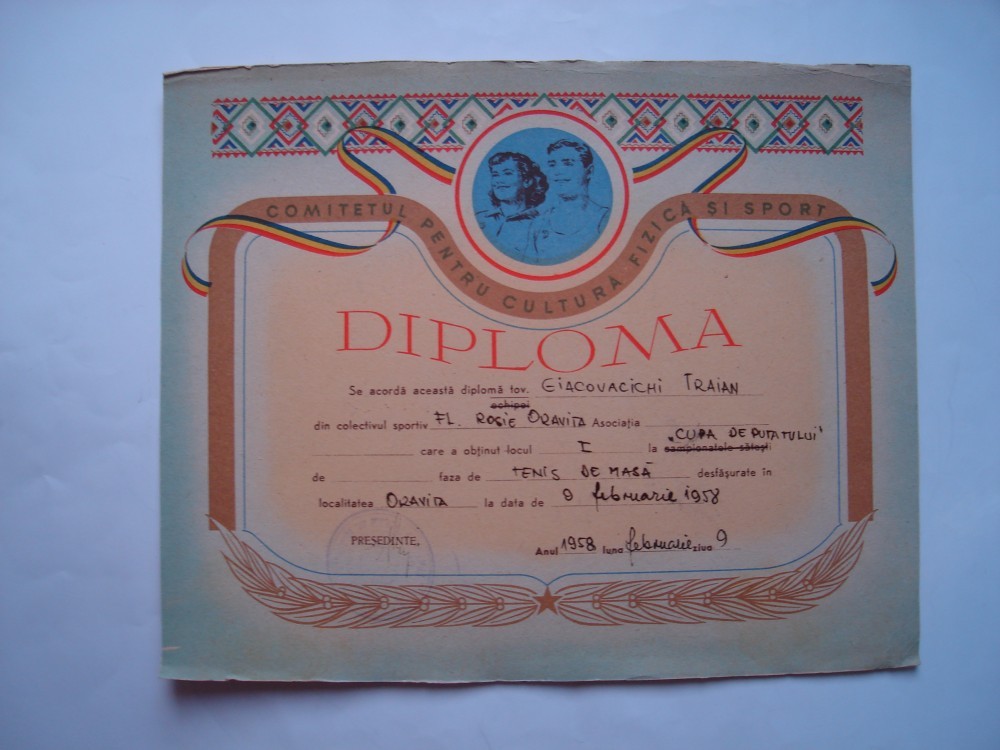 COMITETUL PENTRU CULTURĂ FIZICĂ ȘI SPORT
DIPLOMA
Se acordă această diplomă tov. GIACOVACICHI TRAIAN
echipei
din colectivul sportiv FL. ROȘIE ORAVIȚA Asociația
care a obținut locul I la „CUPA DEPUTATULUI" campionatele sătești
de faza de TENIS DE MASĂ desfășurate în
localitatea ORAVIȚA la data de 9 februarie 1958
PREȘEDINTE,
Anul 1958 luna februarie ziua 9